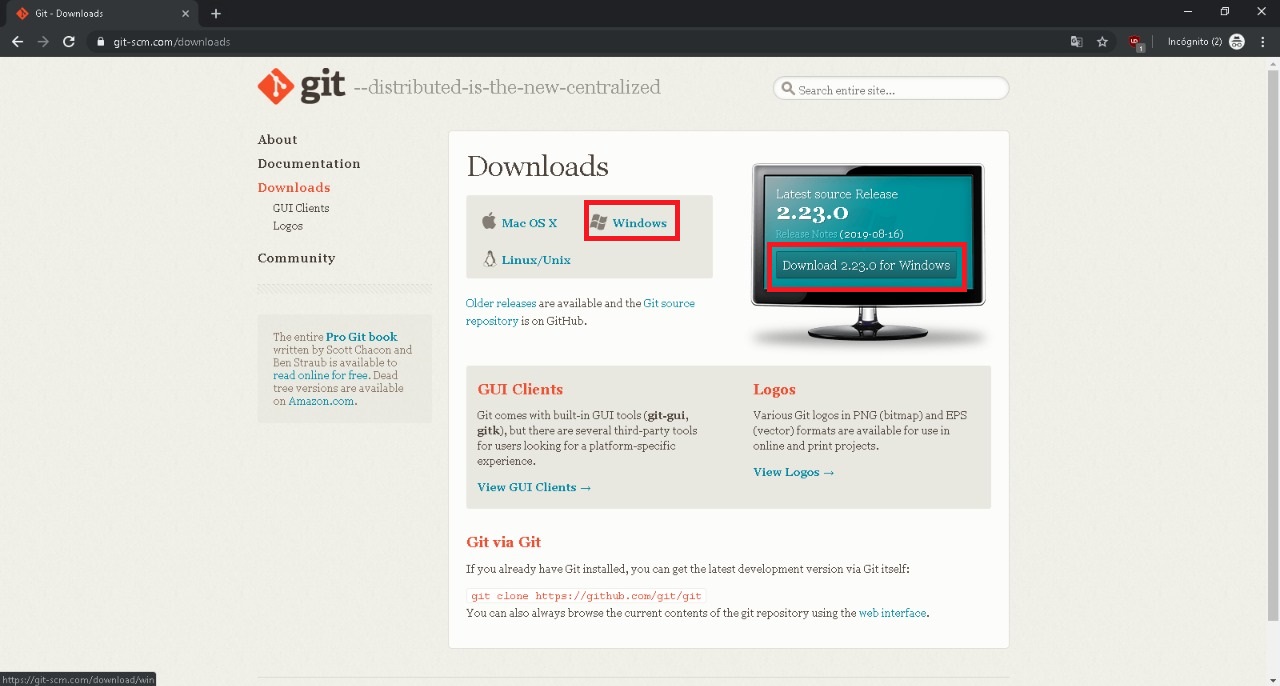 Git - Downloads
git-scm.com/downloads
Incógnito (2)
git --distributed-is-the-new-centralized
Search entire site...
About
Documentation
Downloads
GUI Clients
Logos
Community
The entire Pro Git book
written by Scott Chacon and
Ben Straub is available to
read online for free. Dead
tree versions are available
on Amazon.com.
Downloads
Mac OS X
Windows
Linux/Unix
Older releases are available and the Git source
repository is on GitHub.
Latest source Release
2.23.0
Release Notes (2019-08-16)
Download 2.23.0 for Windows
GUI Clients
Git comes with built-in GUI tools (git-gui,
gitk), but there are several third-party tools
for users looking for a platform-specific
experience.
View GUI Clients →
Logos
Various Git logos in PNG (bitmap) and EPS
(vector) formats are available for use in
online and print projects.
View Logos →
Git via Git
If you already have Git installed, you can get the latest development version via Git itself:
git clone https://github.com/git/git
You can also always browse the current contents of the git repository using the web interface.
https://git-scm.com/download/win